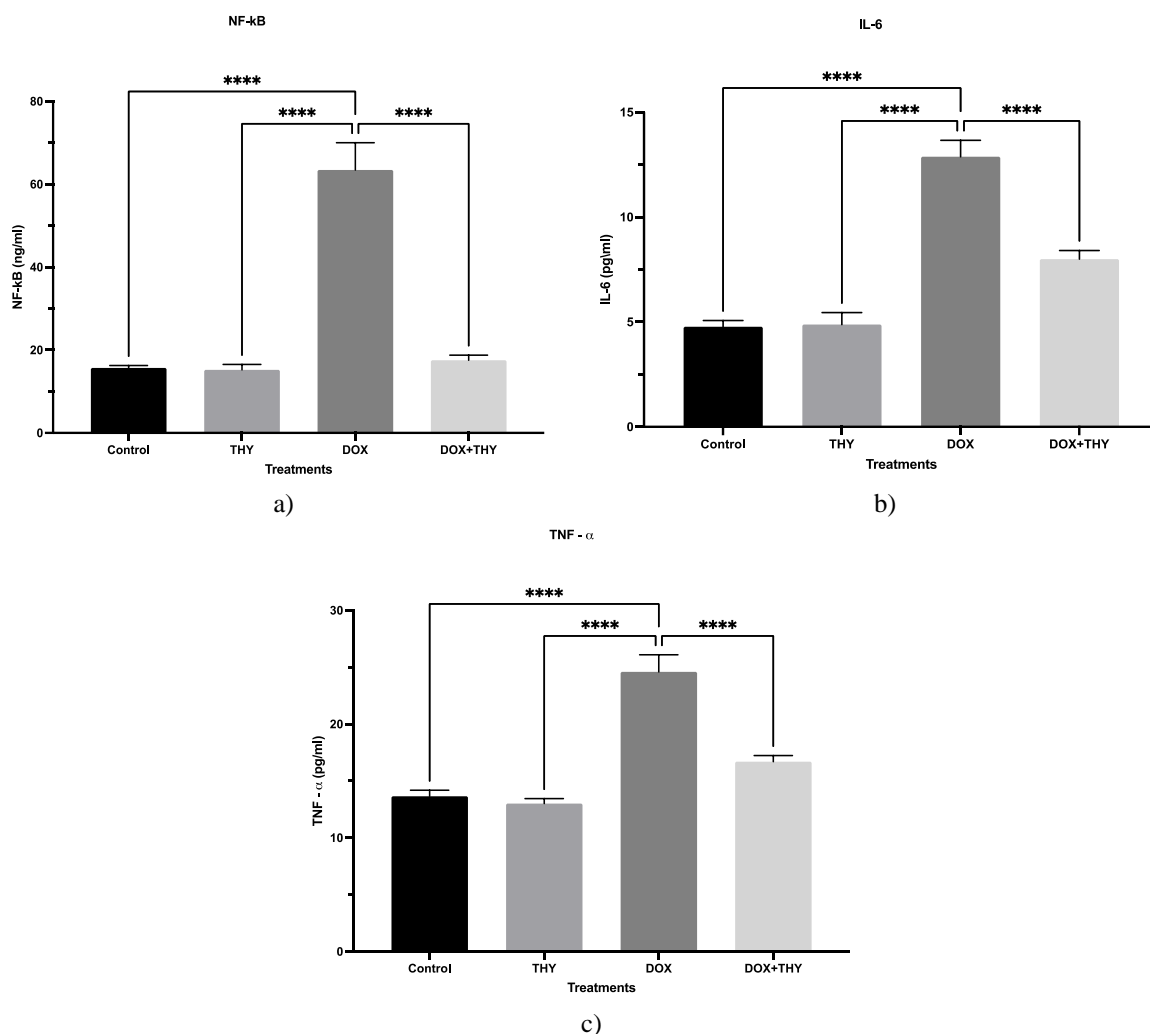 NF-kB
****
****
****
80
60
40
20
0
NF-kB (ng/ml)
Control
THY
DOX
DOX+THY
Treatments
a)
IL-6
****
****
****
15
10
5
0
IL-6 (pg\ml)
Control
THY
DOX
DOX+THY
Treatments
b)
TNF - α
****
****
****
30
20
10
0
TNF - α (pg/ml)
Control
THY
DOX
DOX+THY
Treatments
c)